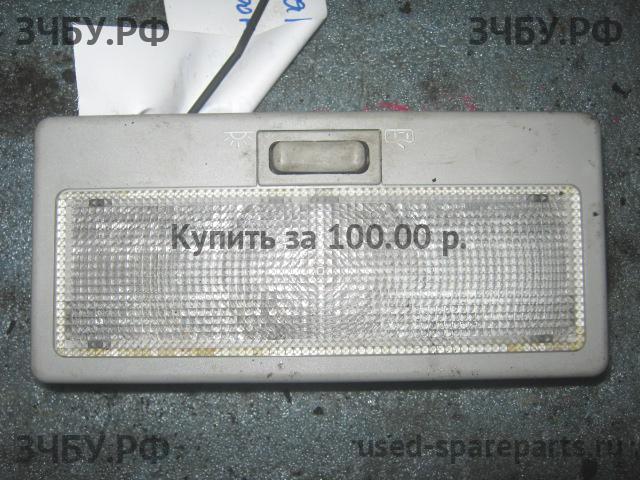 ЗЧБУ.РФ
ЗЧБУ.РФ
Купить за 100.00 р.
ЗЧБУ.РФ
used-spareparts.ru